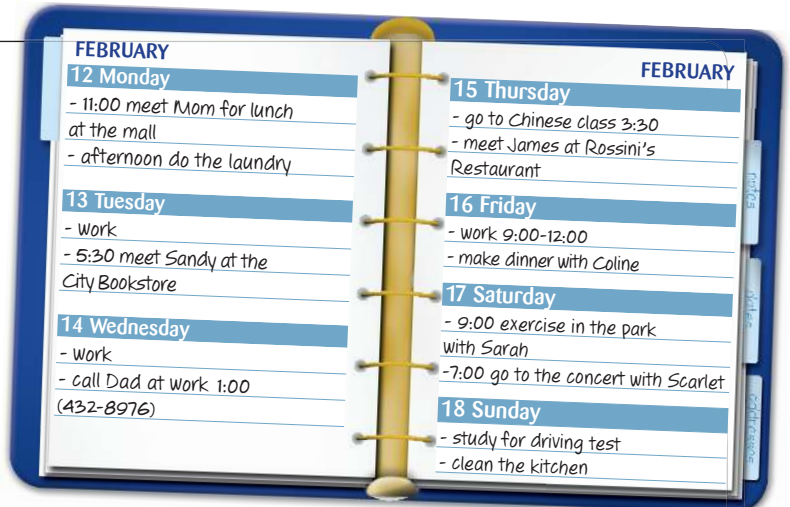 FEBRUARY
12 Monday
- 11:00 meet Mom for lunch
at the mall
- afternoon do the laundry
13 Tuesday
- work
- 5:30 meet Sandy at the
City Bookstore
14 Wednesday
- work
- call Dad at work 1:00
(432-8976)
FEBRUARY
15 Thursday
- go to Chinese class 3:30
- meet James at Rossini's
Restaurant
16 Friday
- work 9:00-12:00
- make dinner with Coline
17 Saturday
- 9:00 exercise in the park
with Sarah
-7:00 go to the concert with Scarlet
18 Sunday
- study for driving test
- clean the kitchen
notes
dates
addresses